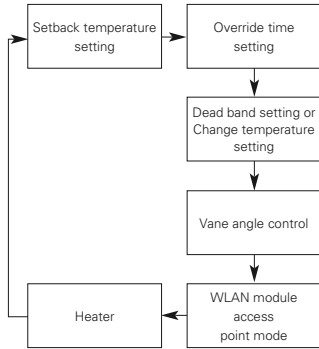 Setback temperature
setting
Override time
setting
Dead band setting or
Change temperature
setting
Vane angle control
WLAN module
access
point mode
Heater